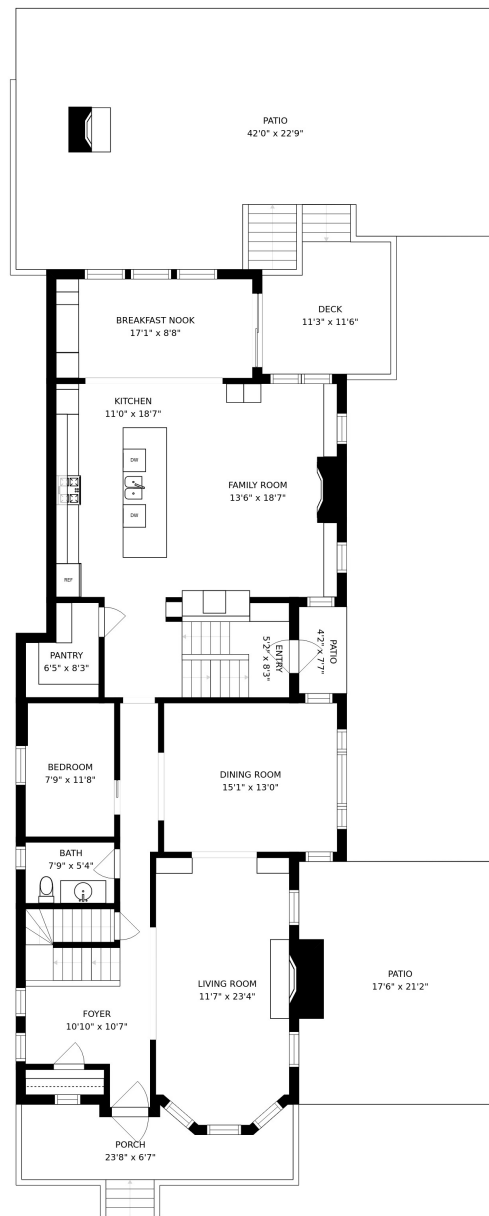 PATIO
42'0" x 22'9"
DECK
11'3" x 11'6"
BREAKFAST NOOK
17'1" x 8'8"
KITCHEN
11'0" x 18'7"
DW
FAMILY ROOM
13'6" x 18'7"
DW
REF
PANTRY
6'5" x 8'3"
ENTRY
5'2" x 8'3"
PATIO
4'2" x 7'7"
BEDROOM
7'9" x 11'8"
DINING ROOM
15'1" x 13'0"
BATH
7'9" x 5'4"
LIVING ROOM
11'7" x 23'4"
PATIO
17'6" x 21'2"
FOYER
10'10" x 10'7"
PORCH
23'8" x 6'7"